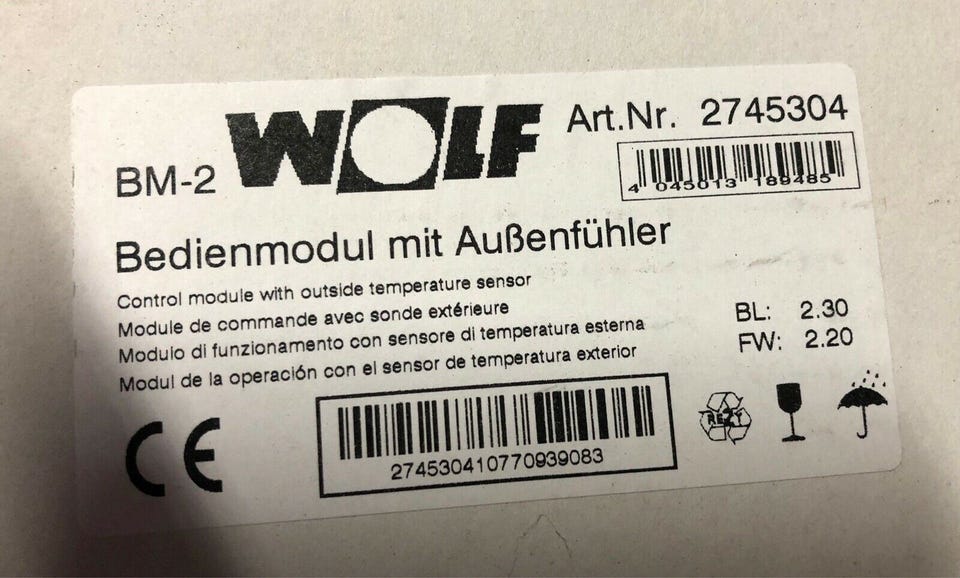 BM-2 WOLF Art.Nr. 2745304
4 045013 189485
Bedienmodul mit Außenfühler
Control module with outside temperature sensor
Module de commande avec sonde extérieure
Modulo di funzionamento con sensore di temperatura esterna
Modul de la operación con el sensor de temperatura exterior
BL: 2.30
FW: 2.20
CE
274530410770939083
RESY